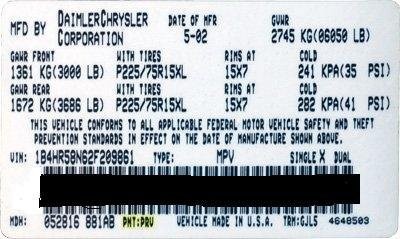 MFD BY DAIMLERCHRYSLER CORPORATION DATE OF MFR 5-02 GVWR 2745 KG(06050 LB)
GAWR FRONT WITH TIRES RIMS AT COLD
1361 KG(3000 LB) P225/75R15XL 15X7 241 KPA(35 PSI)
GAWR REAR WITH TIRES RIMS AT COLD
1672 KG(3686 LB) P225/75R15XL 15X7 282 KPA(41 PSI)
THIS VEHICLE CONFORMS TO ALL APPLICABLE FEDERAL MOTOR VEHICLE SAFETY AND THEFT
PREVENTION STANDARDS IN EFFECT ON THE DATE OF MANUFACTURE SHOWN ABOVE.
VIN: 1B4HR58N62F209861 TYPE: MPV SINGLE X DUAL
MDH: 052816 881AB PNT:PRV VEHICLE MADE IN U.S.A. TRM:GJLS 4648503